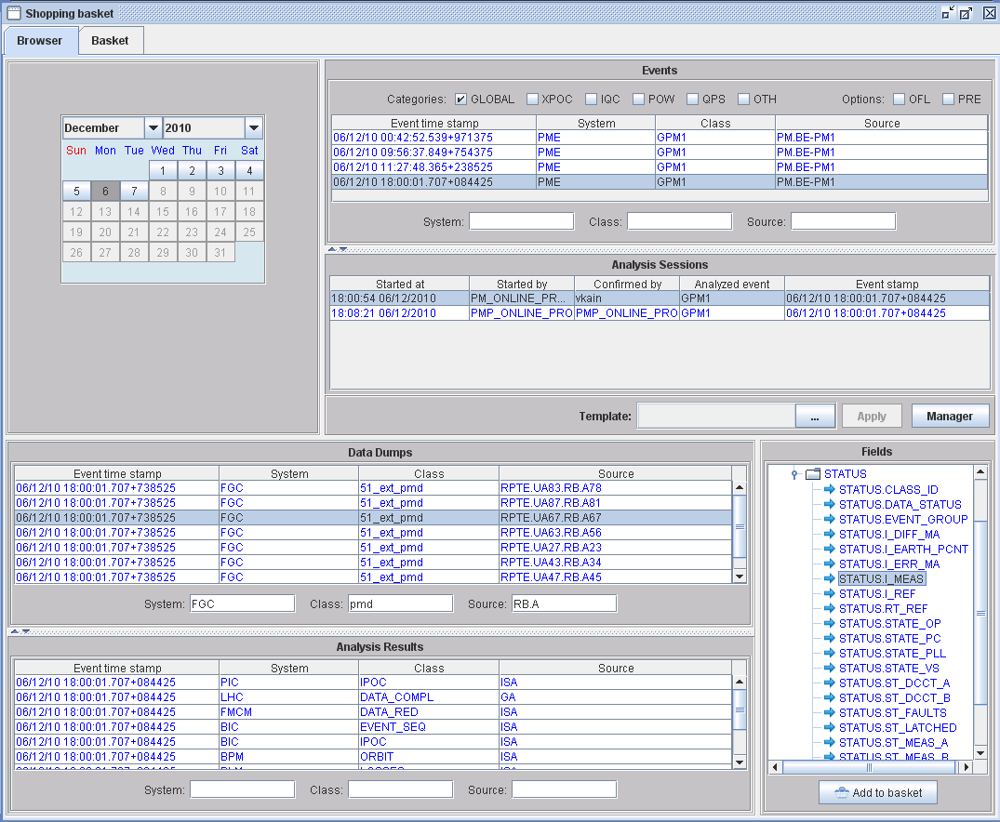 Shopping basket
Browser Basket
December 2010
Sun Mon Tue Wed Thu Fri Sat
1 2 3 4
5 6 7 8 9 10 11
12 13 14 15 16 17 18
19 20 21 22 23 24 25
26 27 28 29 30 31
Events
Categories: GLOBAL XPOC IQC POW QPS OTH Options: OFL PRE
Event time stamp System Class Source
06/12/10 00:42:52.539+971375 PME GPM1 PM.BE-PM1
06/12/10 09:56:37.849+754375 PME GPM1 PM.BE-PM1
06/12/10 11:27:48.365+238525 PME GPM1 PM.BE-PM1
06/12/10 18:00:01.707+084425 PME GPM1 PM.BE-PM1
System: Class: Source:
Analysis Sessions
Started at Started by Confirmed by Analyzed event Event stamp
18:00:54 06/12/2010 PM_ONLINE_PR... vkain GPM1 06/12/10 18:00:01.707+084425
18:08:21 06/12/2010 PMP_ONLINE_PRO PMP_ONLINE_PRO GPM1 06/12/10 18:00:01.707+084425
Template: ... Apply Manager
Data Dumps
Event time stamp System Class Source
06/12/10 18:00:01.707+738525 FGC 51_ext_pmd RPTE.UA83.RB.A78
06/12/10 18:00:01.707+738525 FGC 51_ext_pmd RPTE.UA87.RB.A81
06/12/10 18:00:01.707+738525 FGC 51_ext_pmd RPTE.UA67.RB.A67
06/12/10 18:00:01.707+738525 FGC 51_ext_pmd RPTE.UA63.RB.A56
06/12/10 18:00:01.707+738525 FGC 51_ext_pmd RPTE.UA27.RB.A23
06/12/10 18:00:01.707+738525 FGC 51_ext_pmd RPTE.UA43.RB.A34
06/12/10 18:00:01.707+738525 FGC 51_ext_pmd RPTE.UA47.RB.A45
System: FGC Class: pmd Source: RB.A
Analysis Results
Event time stamp System Class Source
06/12/10 18:00:01.707+084425 PIC IPOC ISA
06/12/10 18:00:01.707+084425 LHC DATA_COMPL GA
06/12/10 18:00:01.707+084425 FMCM DATA_RED ISA
06/12/10 18:00:01.707+084425 BIC EVENT_SEQ ISA
06/12/10 18:00:01.707+084425 BIC IPOC ISA
06/12/10 18:00:01.707+084425 BPM ORBIT ISA
System: Class: Source:
Fields
STATUS
STATUS.CLASS_ID
STATUS.DATA_STATUS
STATUS.EVENT_GROUP
STATUS.I_DIFF_MA
STATUS.I_EARTH_PCNT
STATUS.I_ERR_MA
STATUS.I_MEAS
STATUS.I_REF
STATUS.RT_REF
STATUS.STATE_OP
STATUS.STATE_PC
STATUS.STATE_PLL
STATUS.STATE_VS
STATUS.ST_DCCT_A
STATUS.ST_DCCT_B
STATUS.ST_FAULTS
STATUS.ST_LATCHED
STATUS.ST_MEAS_A
STATUS.ST_MEAS_B
Add to basket